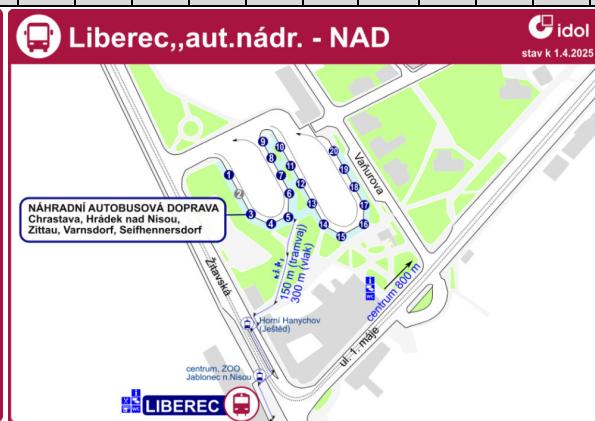 Liberec,,aut.nádr. - NAD
idol
stav k 1.4.2025
9
10
20
8
11
Vaňurova
1
7
19
12
2
6
18
NÁHRADNÍ AUTOBUSOVÁ DOPRAVA
Chrastava, Hrádek nad Nisou,
Zittau, Varnsdorf, Seifhennersdorf
3
5
13
17
4
14
16
15
150 m (tramvaj)
300 m (vlak)
Žitavská
WC
centrum 800 m
Horní Hanychov
(Ještěd)
ul. 1. máje
centrum, ZOO
Jablonec n.Nisou
LIBEREC